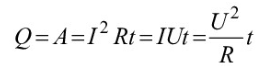 Q = A = I² Rt = IUt = U²/R t